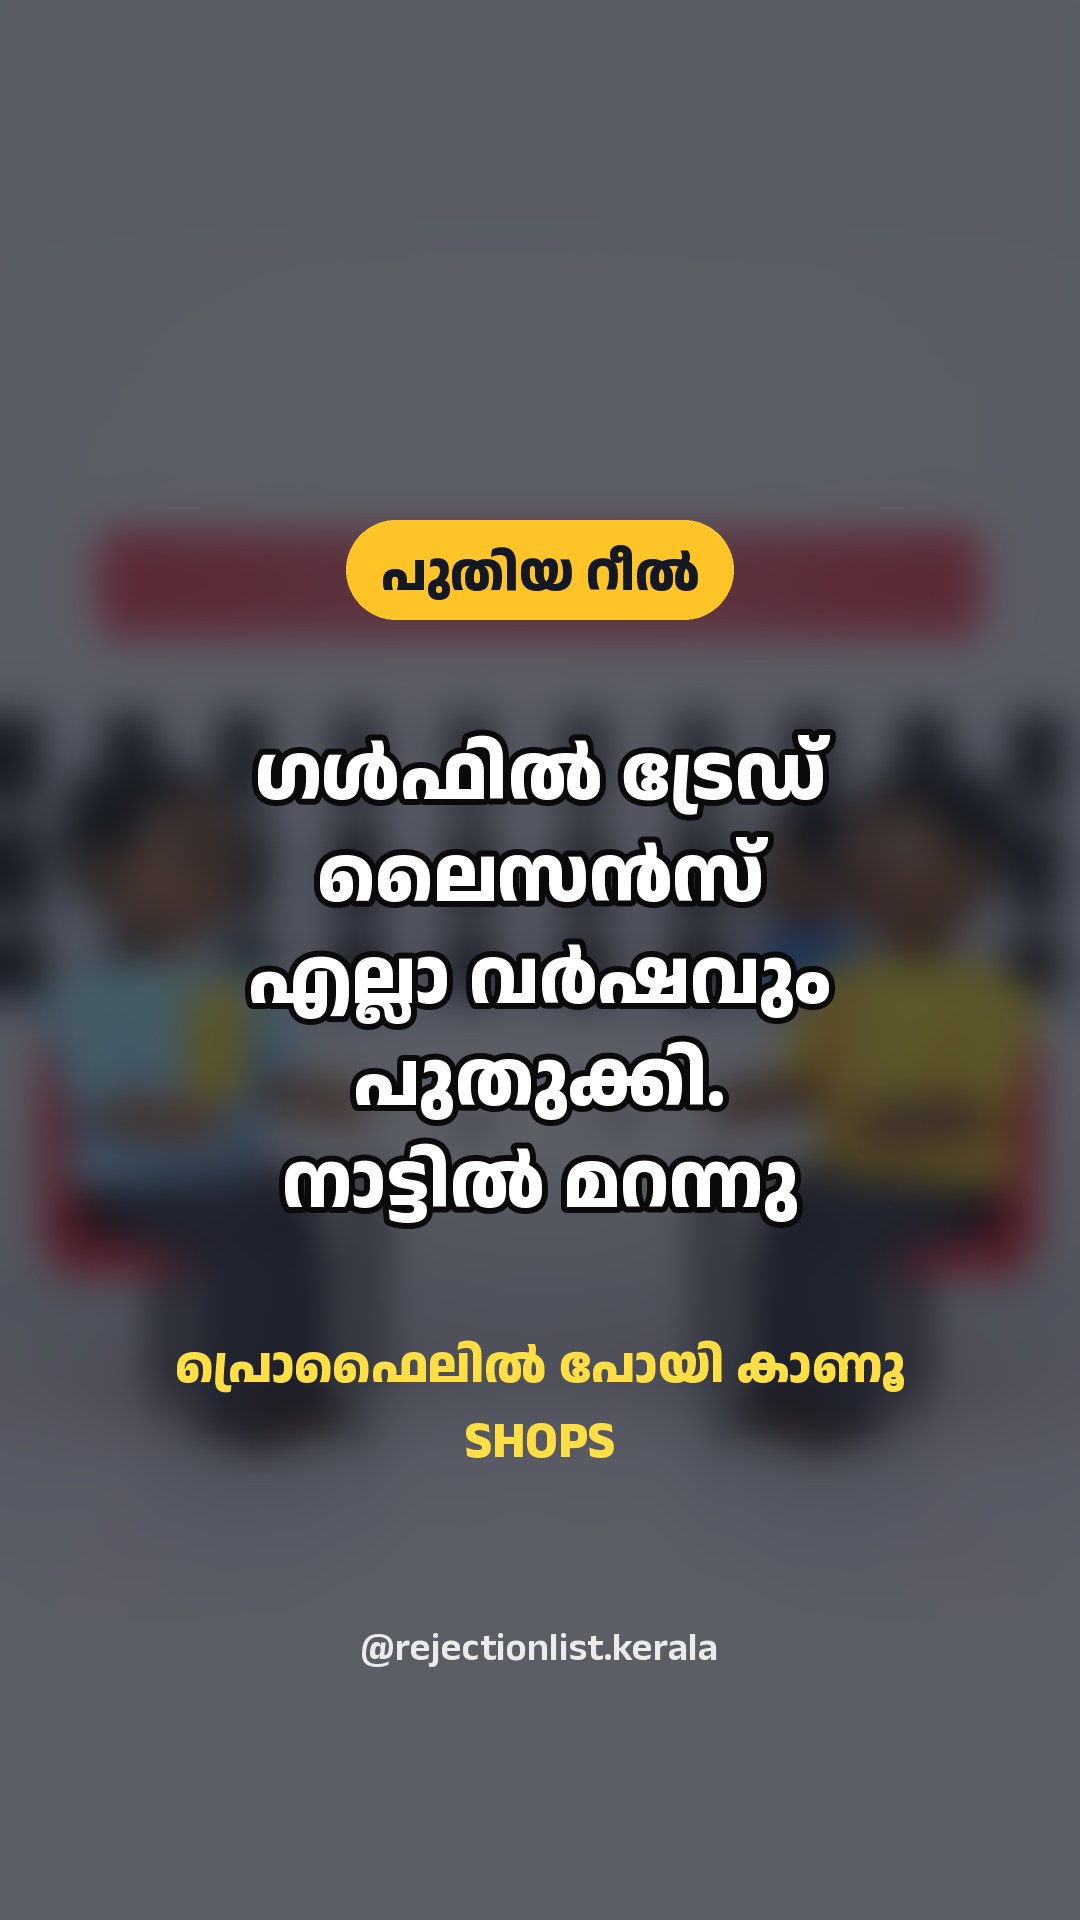 പുതിയ റീൽ
ഗൾഫിൽ ട്രേഡ്
ലൈസൻസ്
എല്ലാ വർഷവും
പുതുക്കി.
നാട്ടിൽ മറന്നു
പ്രൊഫൈലിൽ പോയി കാണൂ
SHOPS
@rejectionlist.kerala